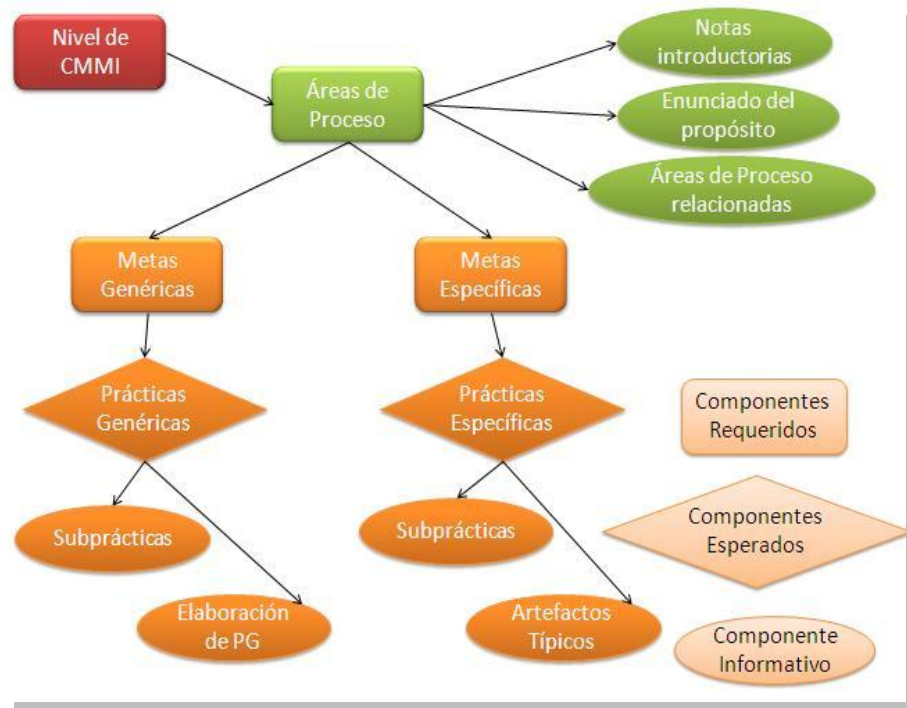 Nivel de
CMMI
Áreas de
Proceso
Notas
introductorias
Enunciado del
propósito
Áreas de Proceso
relacionadas
Metas
Genéricas
Metas
Específicas
Prácticas
Genéricas
Prácticas
Específicas
Subprácticas
Elaboración
de PG
Subprácticas
Artefactos
Típicos
Componentes
Requeridos
Componentes
Esperados
Componente
Informativo